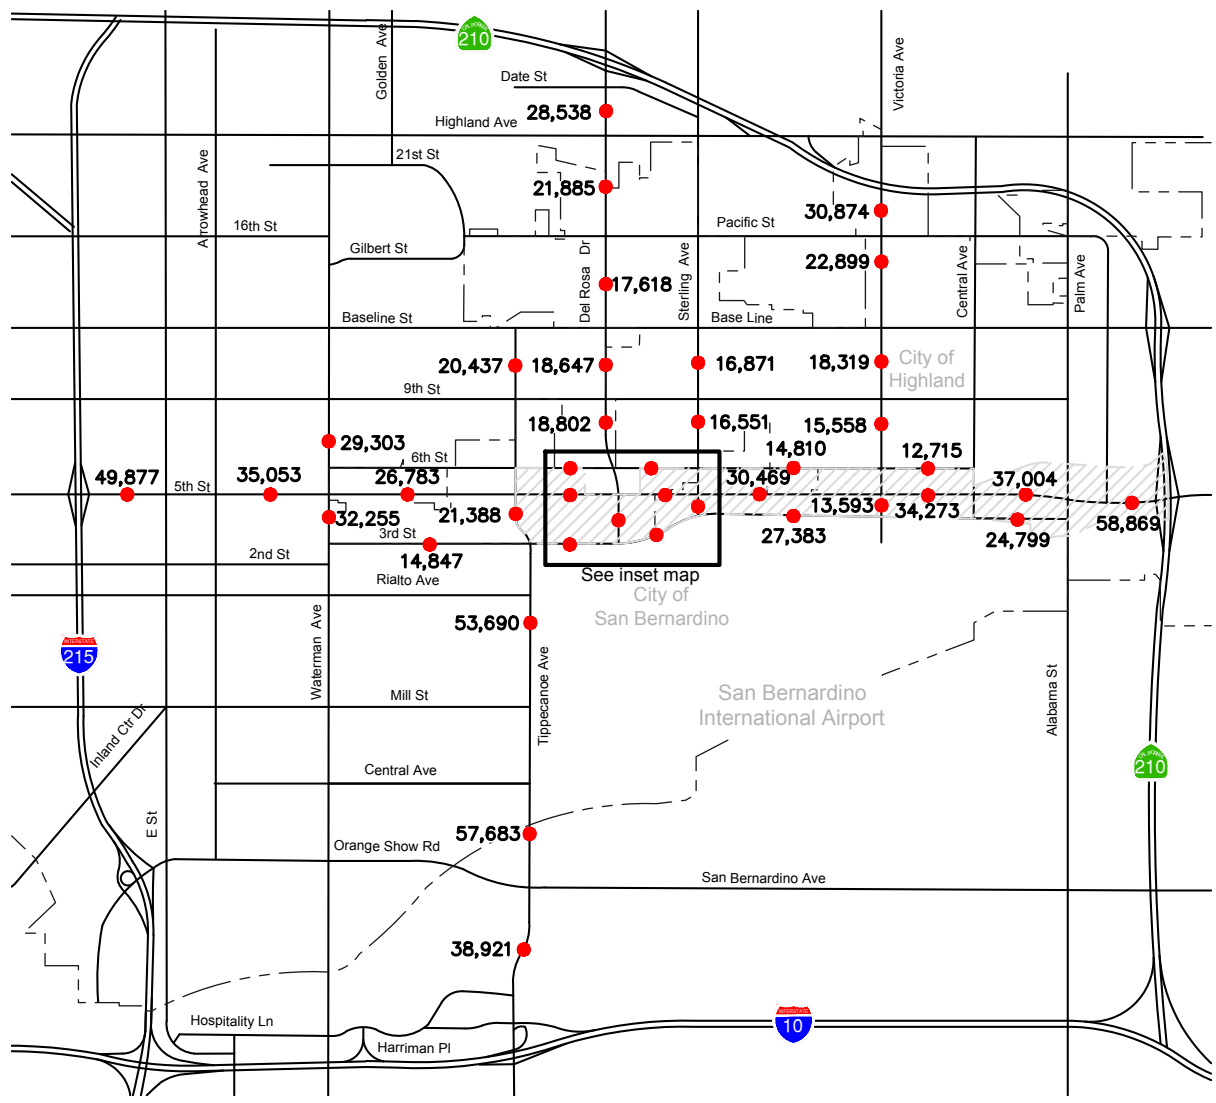 CALIFORNIA
210
Golden Ave
Victoria Ave
Date St
28,538
Highland Ave
21st St
Arrowhead Ave
21,885
30,874
16th St
Pacific St
Gilbert St
22,899
Del Rosa Dr
Sterling Ave
Central Ave
Palm Ave
17,618
Baseline St
Base Line
20,437
18,647
16,871
18,319
City of
Highland
9th St
18,802
16,551
15,558
29,303
6th St
14,810
12,715
49,877
35,053
26,783
30,469
37,004
5th St
32,255
21,388
13,593
34,273
58,869
3rd St
27,383
24,799
2nd St
14,847
Rialto Ave
See inset map
City of
San Bernardino
53,690
Waterman Ave
Tippecanoe Ave
INTERSTATE
215
Mill St
San Bernardino
International Airport
Alabama St
Inland Ctr Dr
CALIFORNIA
210
Central Ave
E St
57,683
Orange Show Rd
San Bernardino Ave
38,921
Hospitality Ln
INTERSTATE
10
Harriman Pl